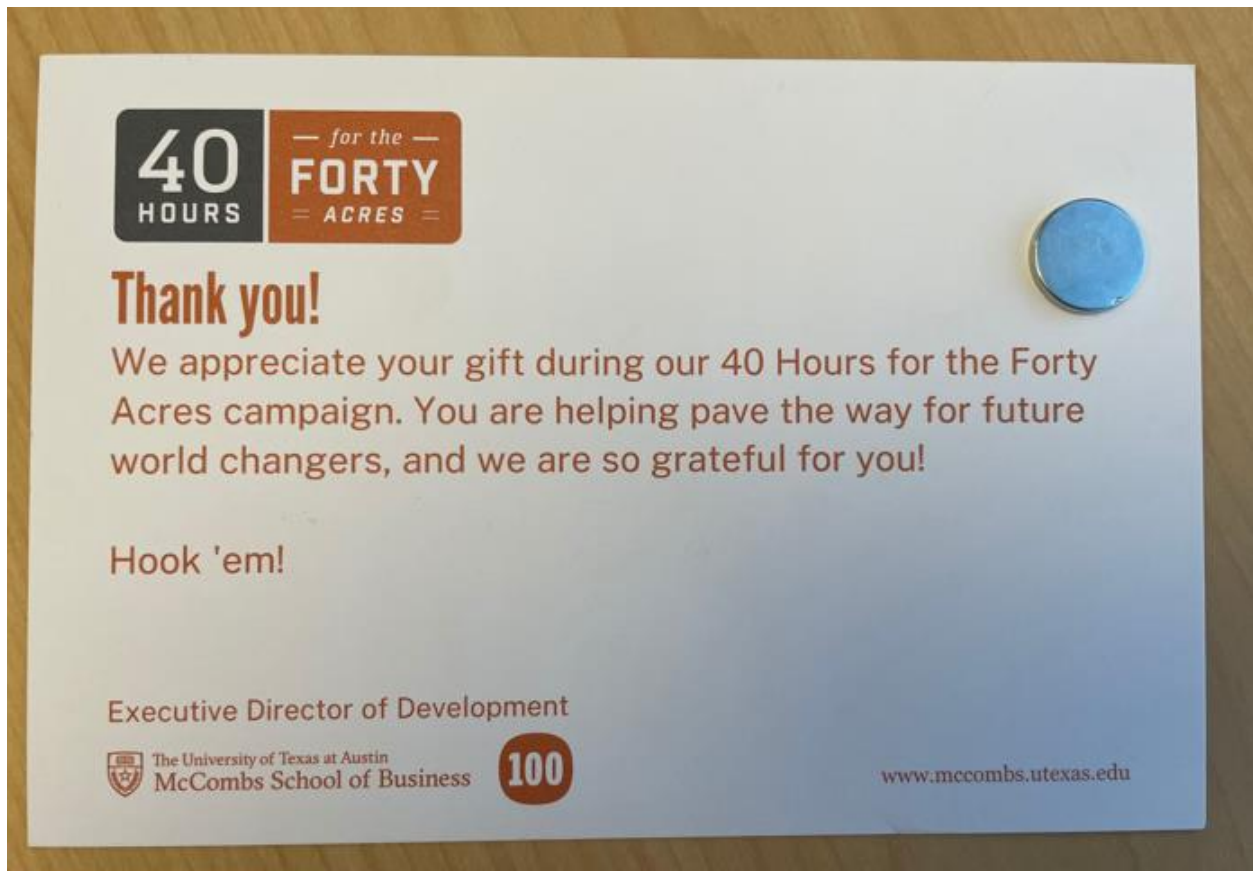 40
HOURS
for the
FORTY
ACRES
Thank you!
We appreciate your gift during our 40 Hours for the Forty
Acres campaign. You are helping pave the way for future
world changers, and we are so grateful for you!
Hook 'em!
Executive Director of Development
The University of Texas at Austin
McCombs School of Business
100
www.mccombs.utexas.edu